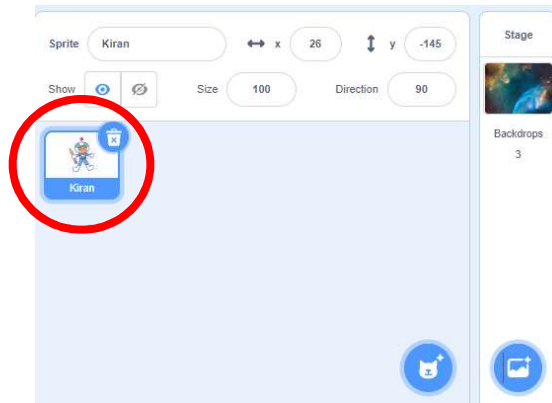 Sprite Kiran x 26 y -145
Show Size 100 Direction 90
Kiran
Stage
Backdrops
3